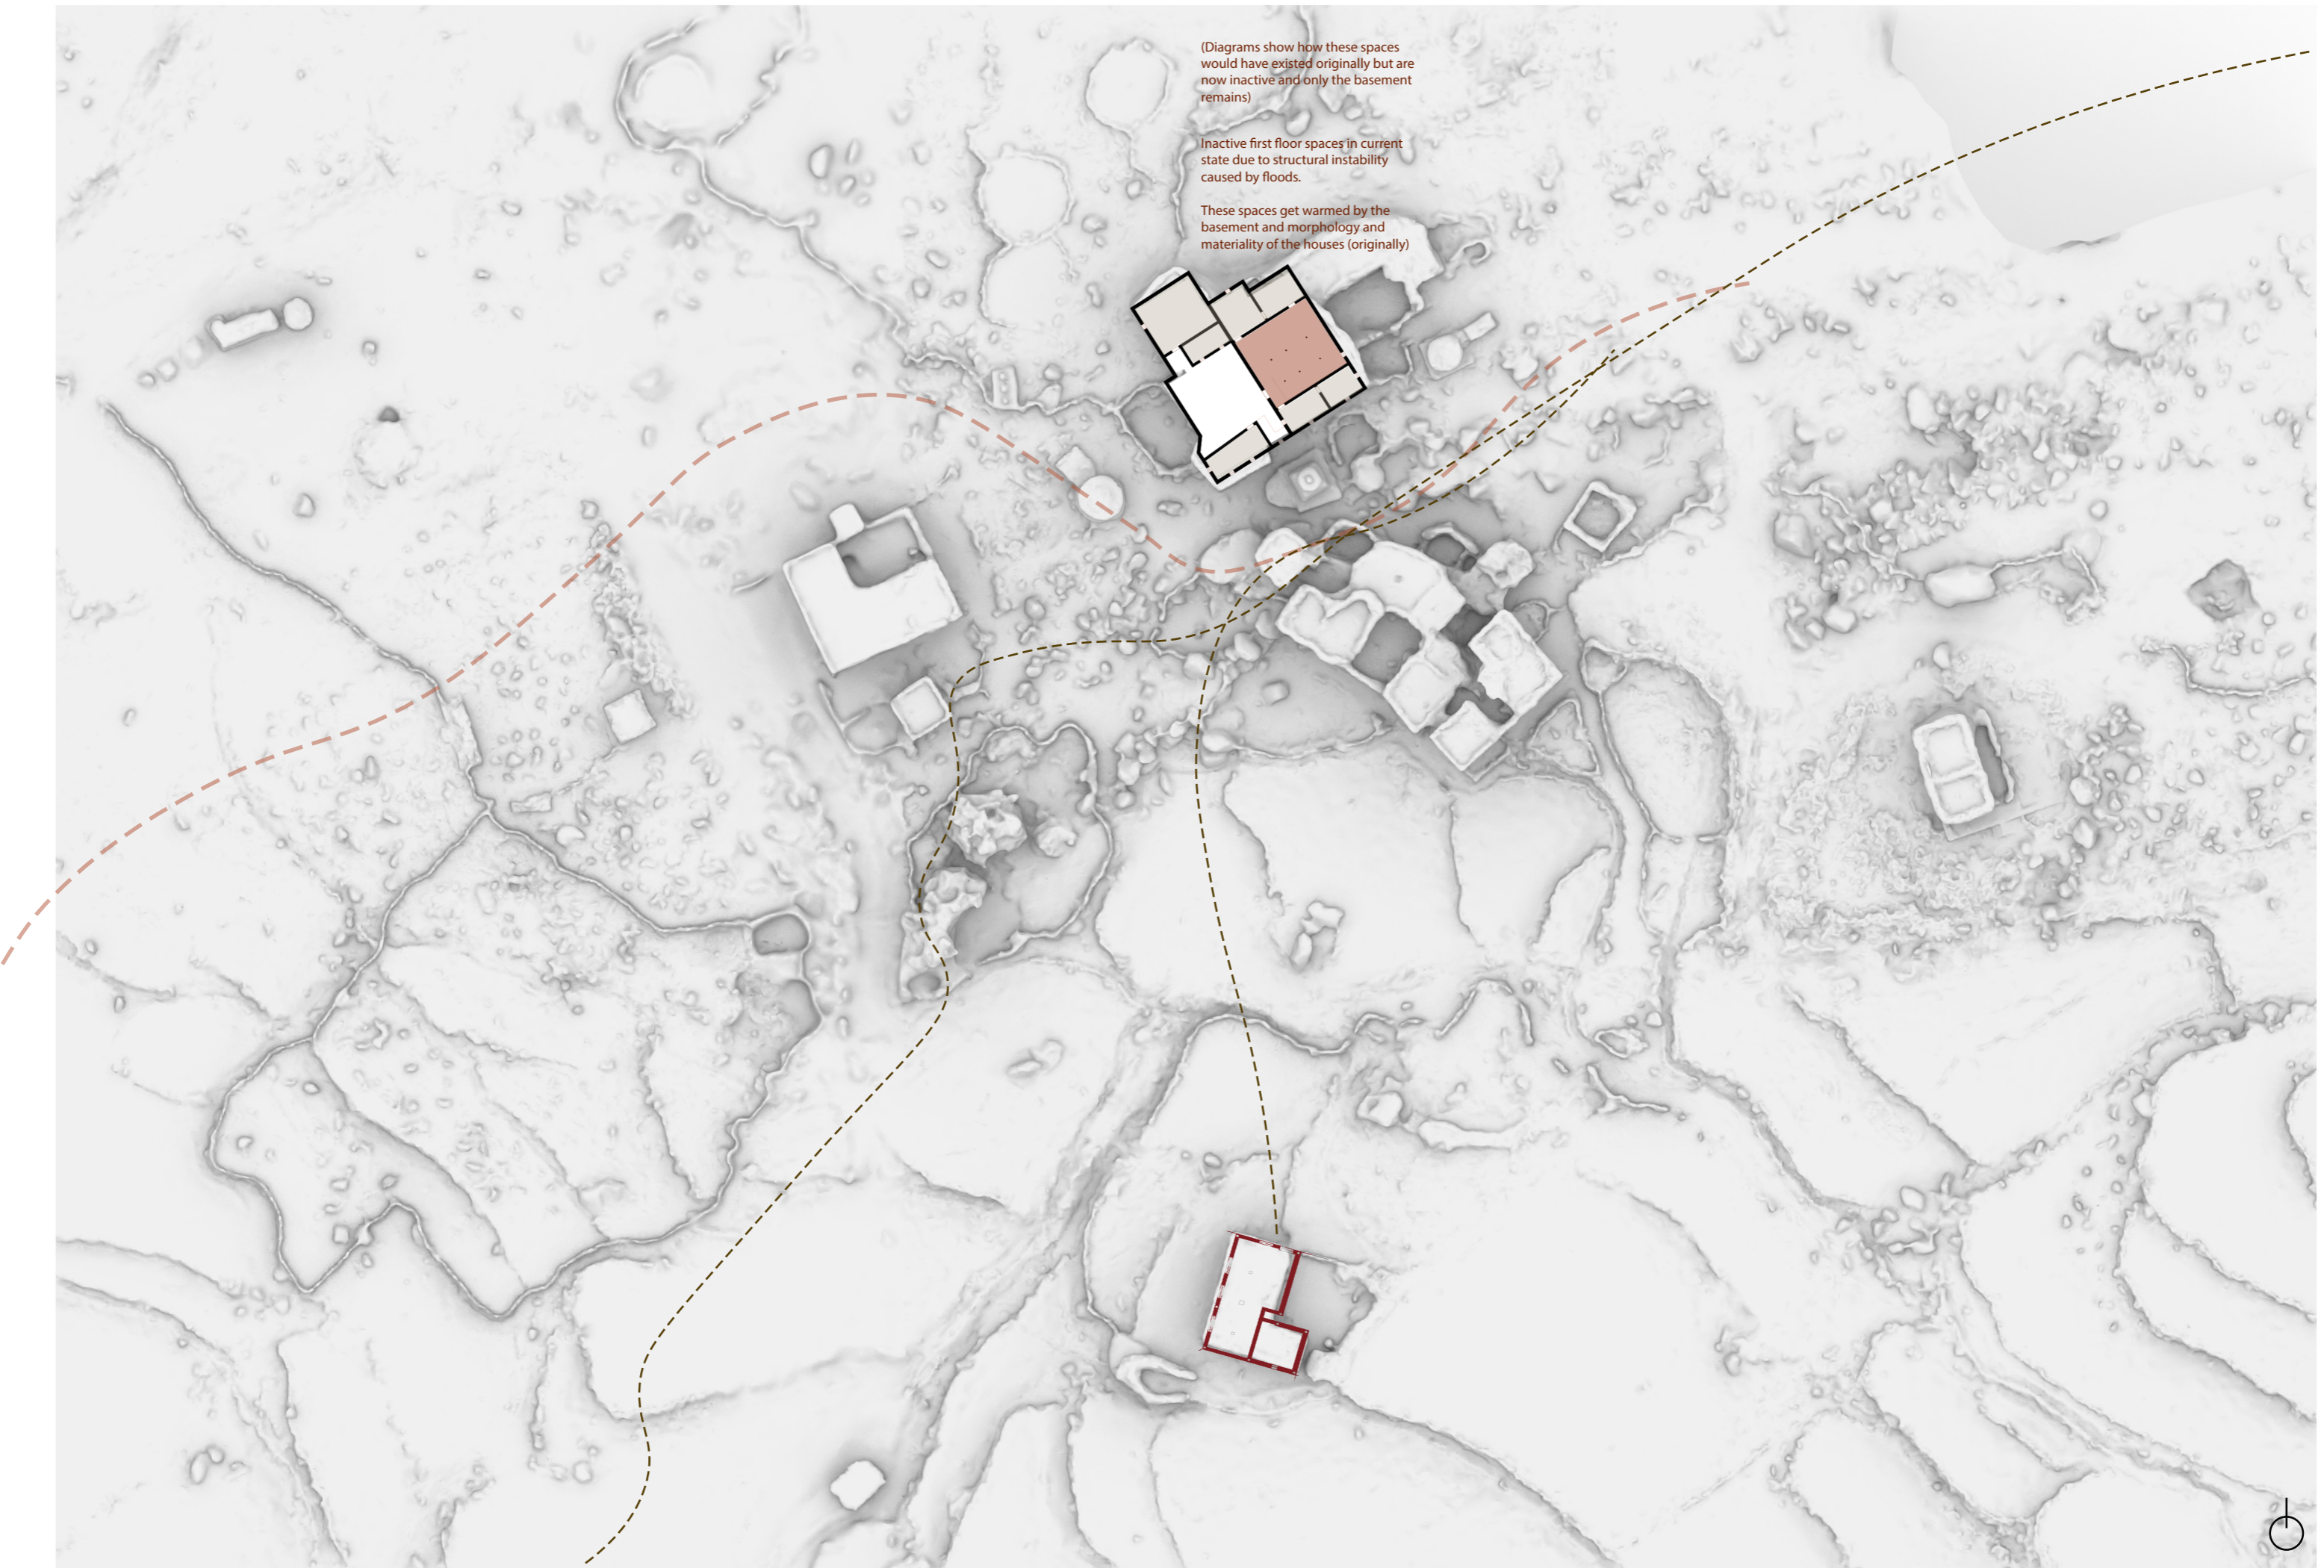 (Diagrams show how these spaces
would have existed originally but are
now inactive and only the basement
remains)
Inactive first floor spaces in current
state due to structural instability
caused by floods.
These spaces get warmed by the
basement and morphology and
materiality of the houses (originally)